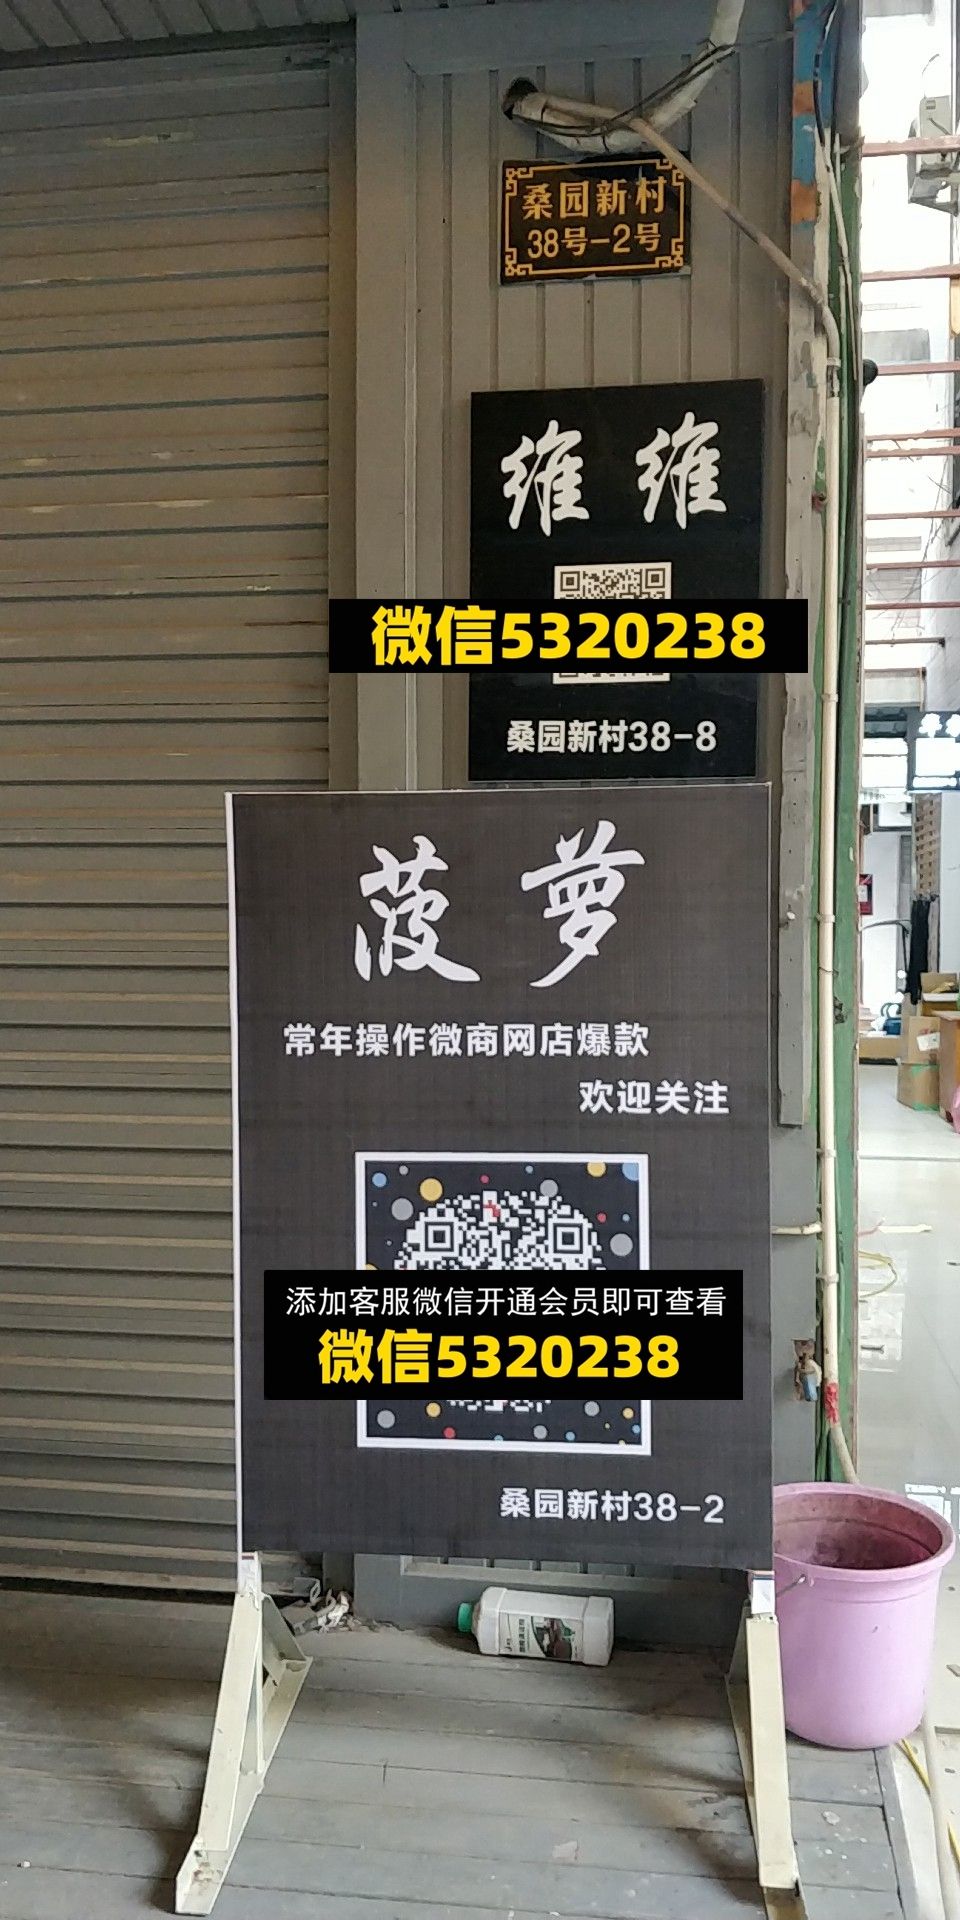 桑园新村
38号-2号
维维
微信5320238
桑园新村38-8
菠萝
常年操作微商网店爆款
欢迎关注
添加客服微信开通会员即可查看
微信5320238
桑园新村38-2